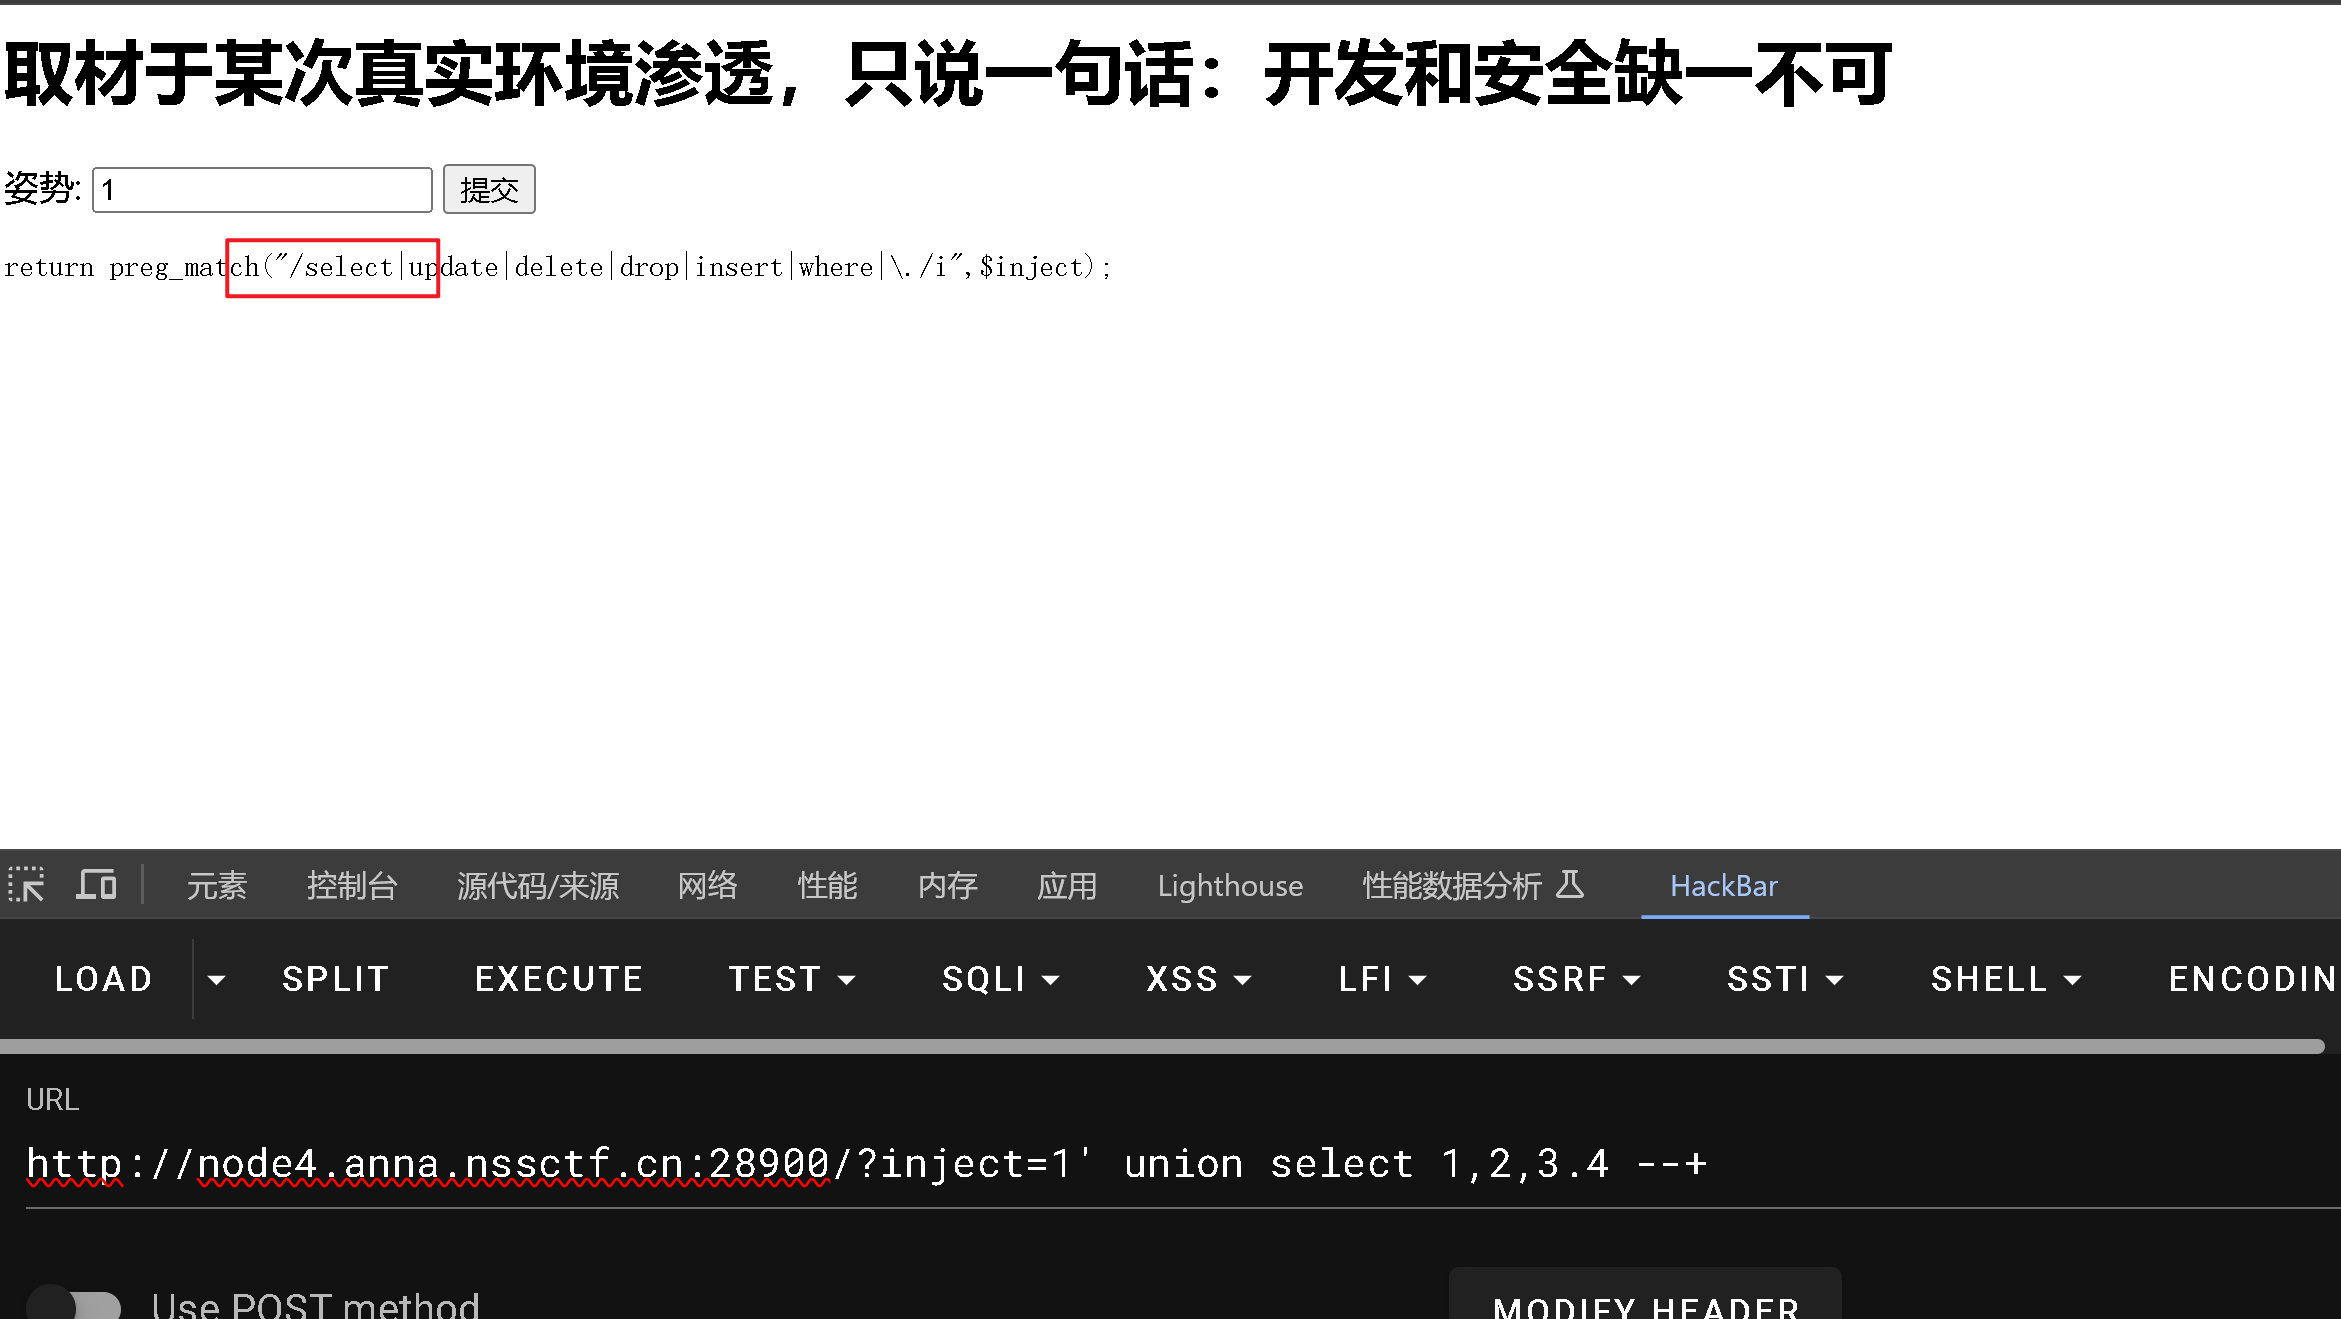 取材于某次真实环境渗透，只说一句话：开发和安全缺一不可
姿势: 1 提交
return preg_match("/select|update|delete|drop|insert|where|\./i",$inject);
元素 控制台 源代码/来源 网络 性能 内存 应用 Lighthouse 性能数据分析 HackBar
LOAD SPLIT EXECUTE TEST SQLI XSS LFI SSRF SSTI SHELL ENCODIN
URL
http://node4.anna.nssctf.cn:28900/?inject=1' union select 1,2,3.4 --+
Use POST method MODIFY HEADER